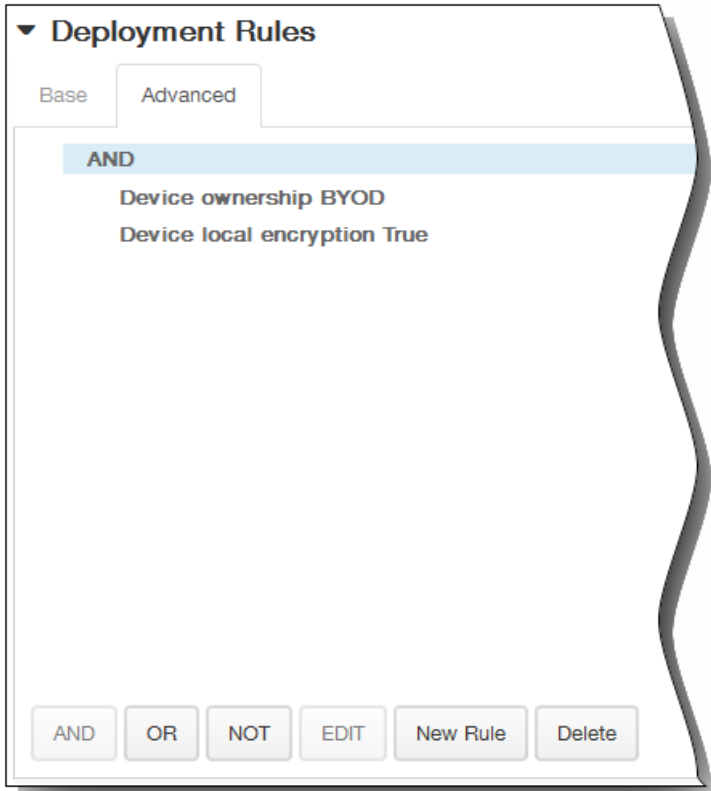 Deployment Rules
Base Advanced
AND
Device ownership BYOD
Device local encryption True
AND OR NOT EDIT New Rule Delete